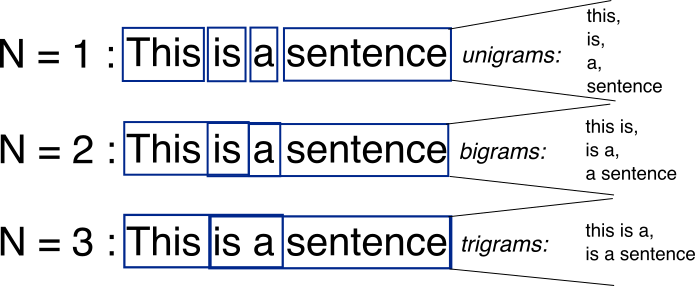 N = 1 : This is a sentence unigrams:
this,
is,
a,
sentence
N = 2 : This is a sentence bigrams:
this is,
is a,
a sentence
N = 3 : This is a sentence trigrams:
this is a,
is a sentence